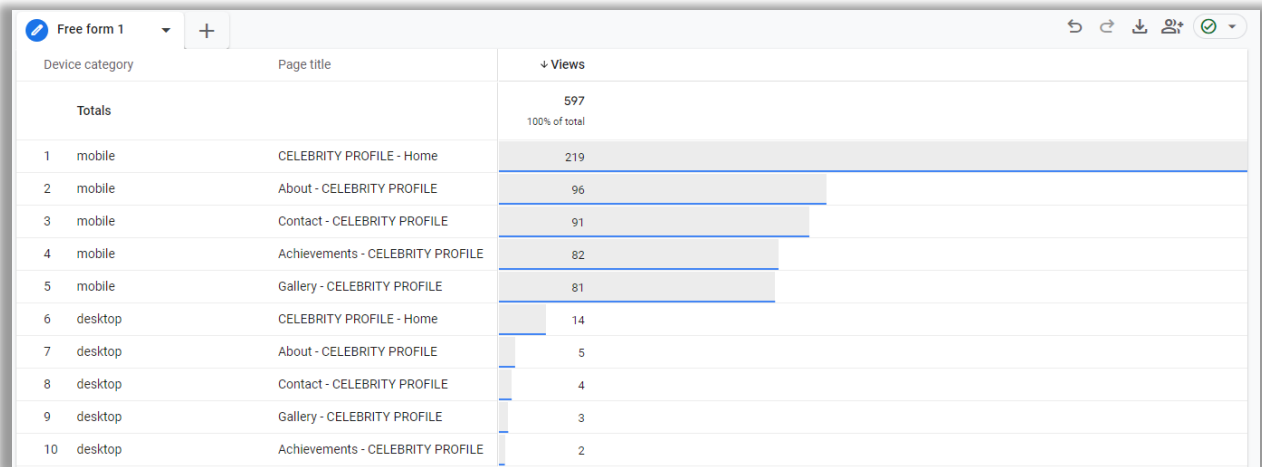 Free form 1
Device category Page title Views
Totals 597
100% of total
1 mobile CELEBRITY PROFILE - Home 219
2 mobile About - CELEBRITY PROFILE 96
3 mobile Contact - CELEBRITY PROFILE 91
4 mobile Achievements - CELEBRITY PROFILE 82
5 mobile Gallery - CELEBRITY PROFILE 81
6 desktop CELEBRITY PROFILE - Home 14
7 desktop About - CELEBRITY PROFILE 5
8 desktop Contact - CELEBRITY PROFILE 4
9 desktop Gallery - CELEBRITY PROFILE 3
10 desktop Achievements - CELEBRITY PROFILE 2